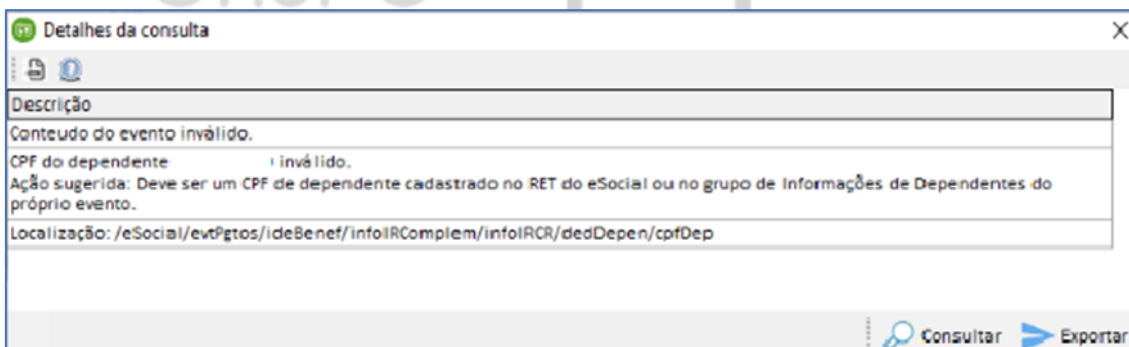 Detalhes da consulta
Descrição
Conteudo do evento inválido.
CPF do dependente inválido.
Ação sugerida: Deve ser um CPF de dependente cadastrado no RET do eSocial ou no grupo de Informações de Dependentes do
próprio evento.
Localização: /eSocial/evtPgtos/ideBenef/infoIRComplem/infoIRCR/dedDepen/cpfDep
Consultar Exportar